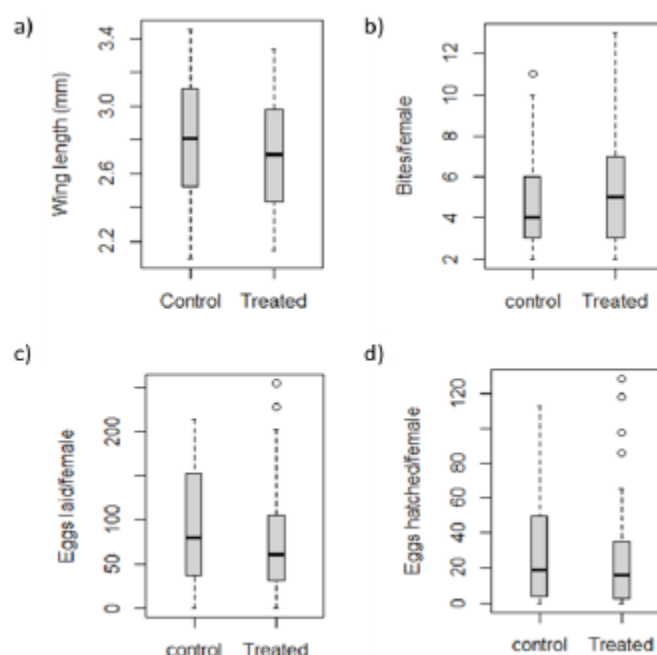 a)
Wing length (mm)
3.4
3.0
2.6
2.2
Control Treated
b)
Bites/female
12
10
8
6
4
2
control Treated
c)
Eggs laid/female
200
100
50
0
control Treated
d)
Eggs hatched/female
120
80
60
40
20
0
control Treated